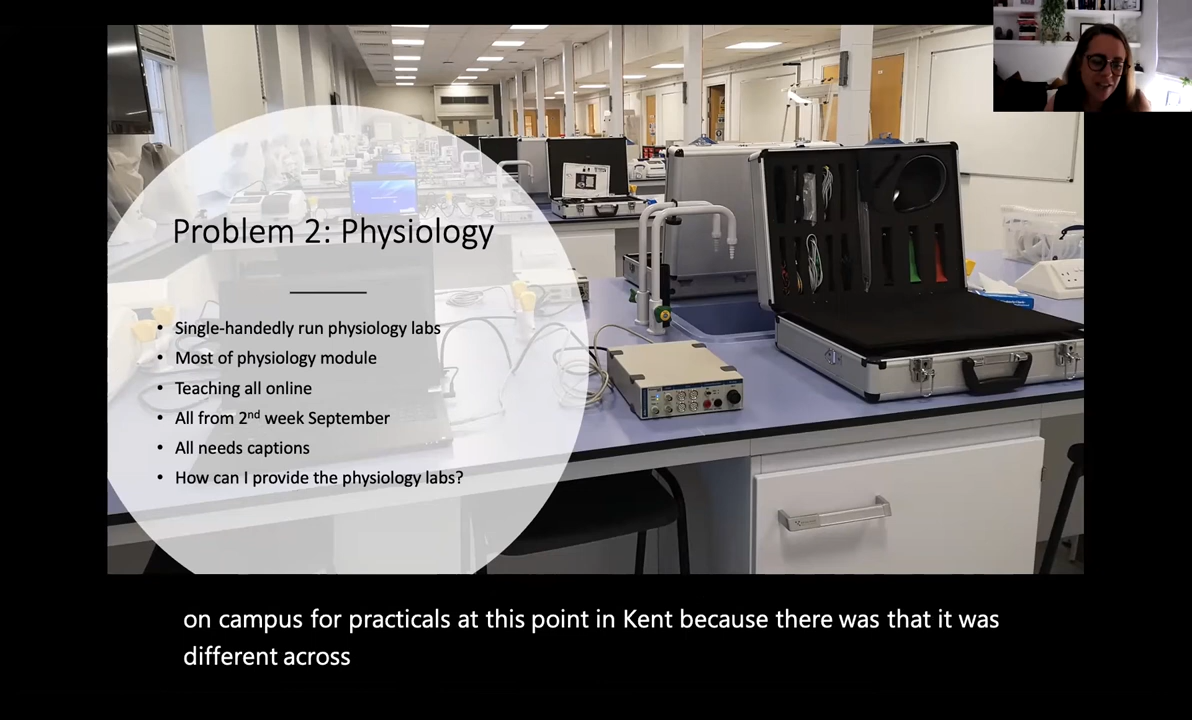 Problem 2: Physiology
• Single-handedly run physiology labs
• Most of physiology module
• Teaching all online
• All from 2nd week September
• All needs captions
• How can I provide the physiology labs?
on campus for practicals at this point in Kent because there was that it was
different across